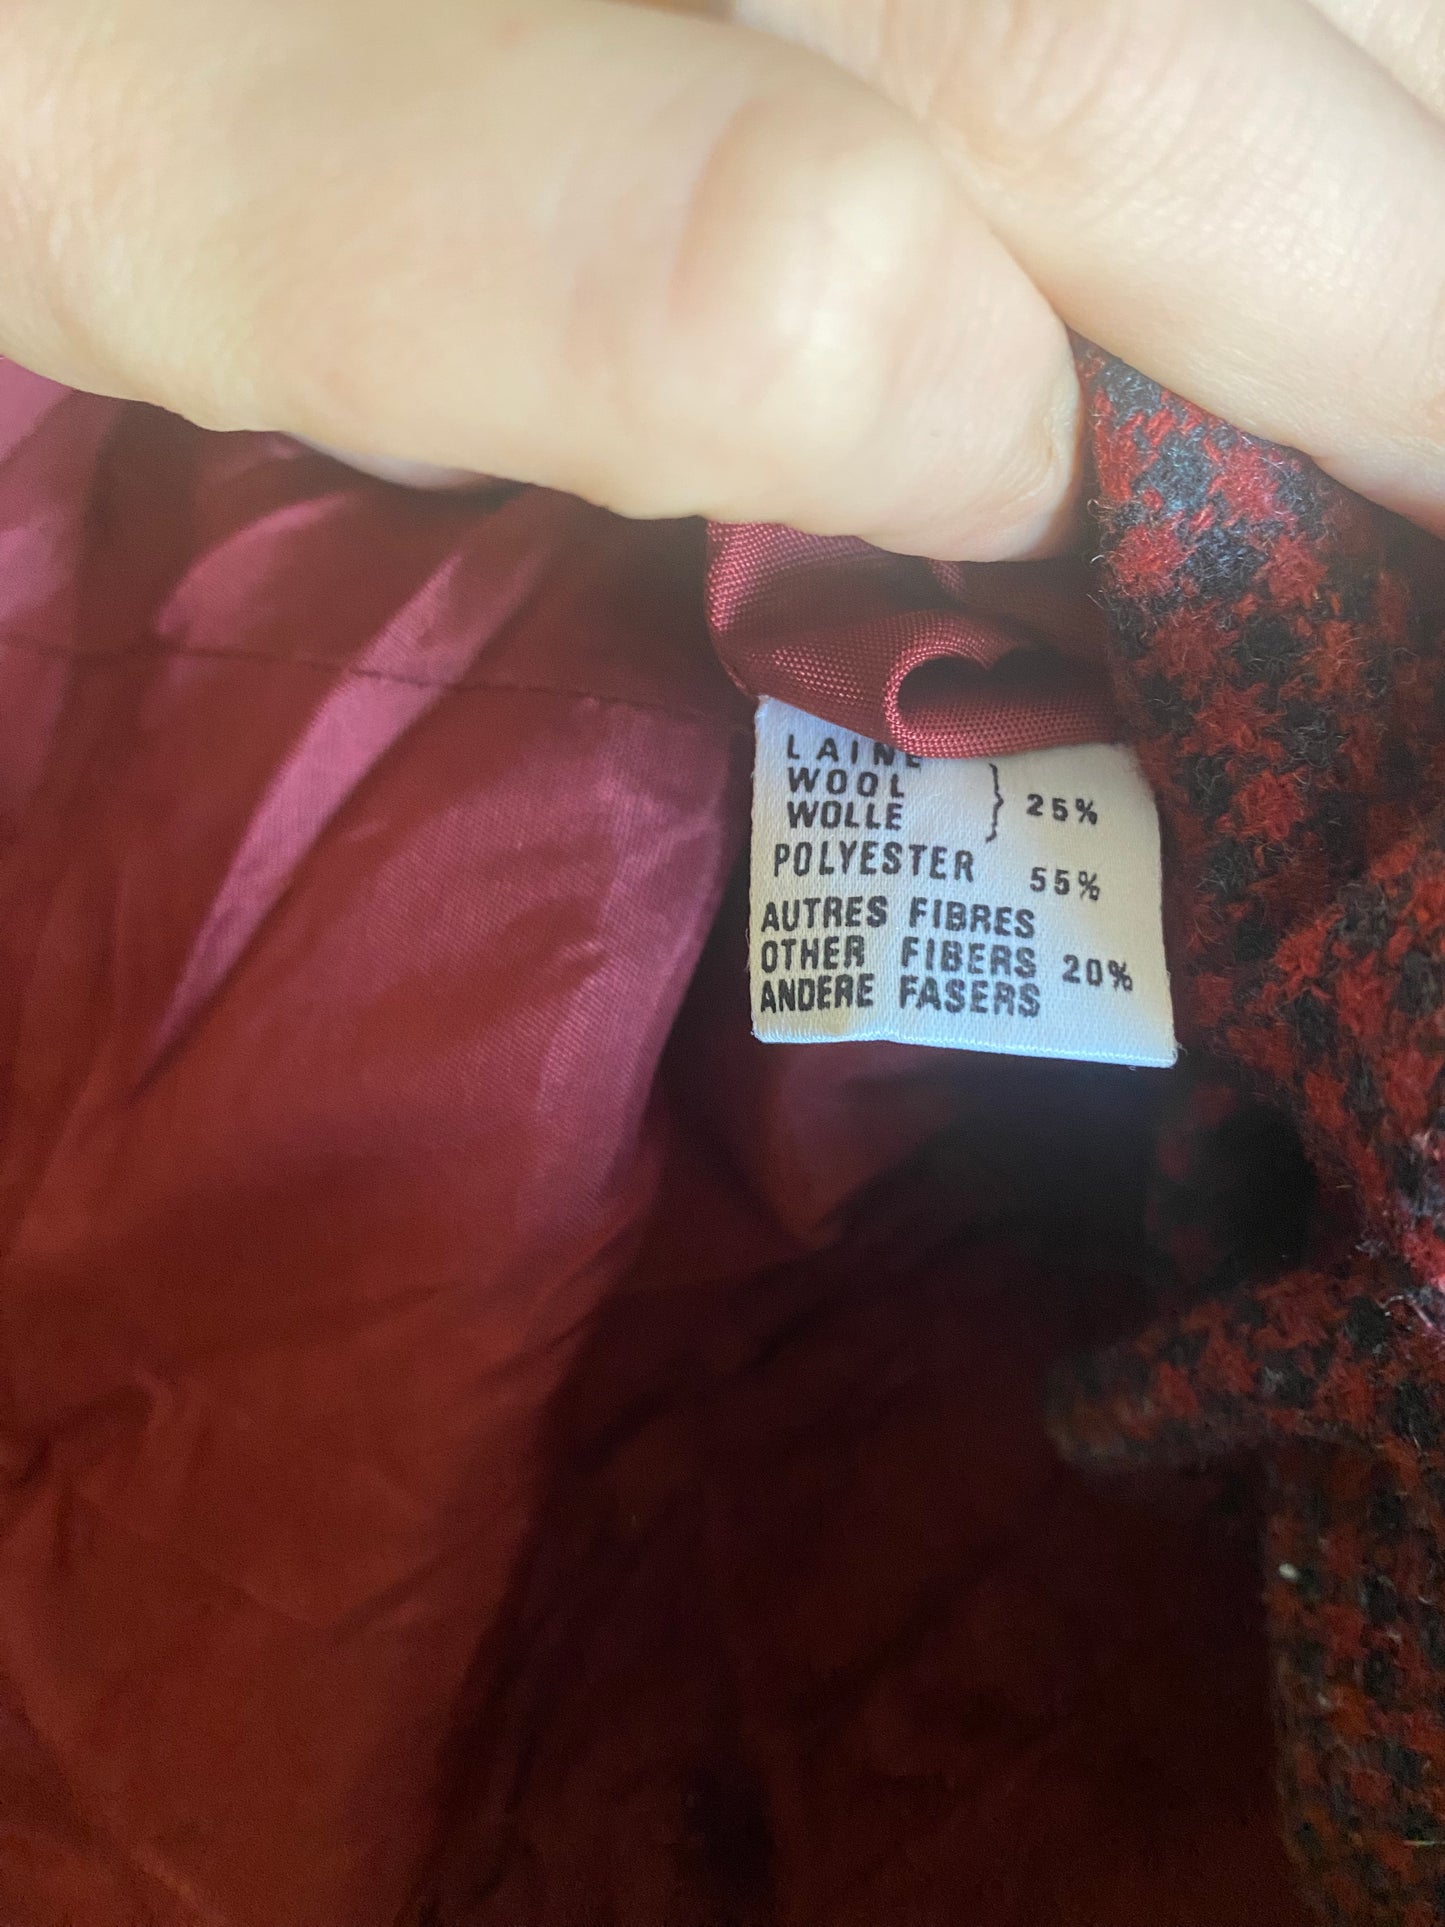 LAINE
WOOL
WOLLE } 25%
POLYESTER 55%
AUTRES FIBRES
OTHER FIBERS 20%
ANDERE FASERS